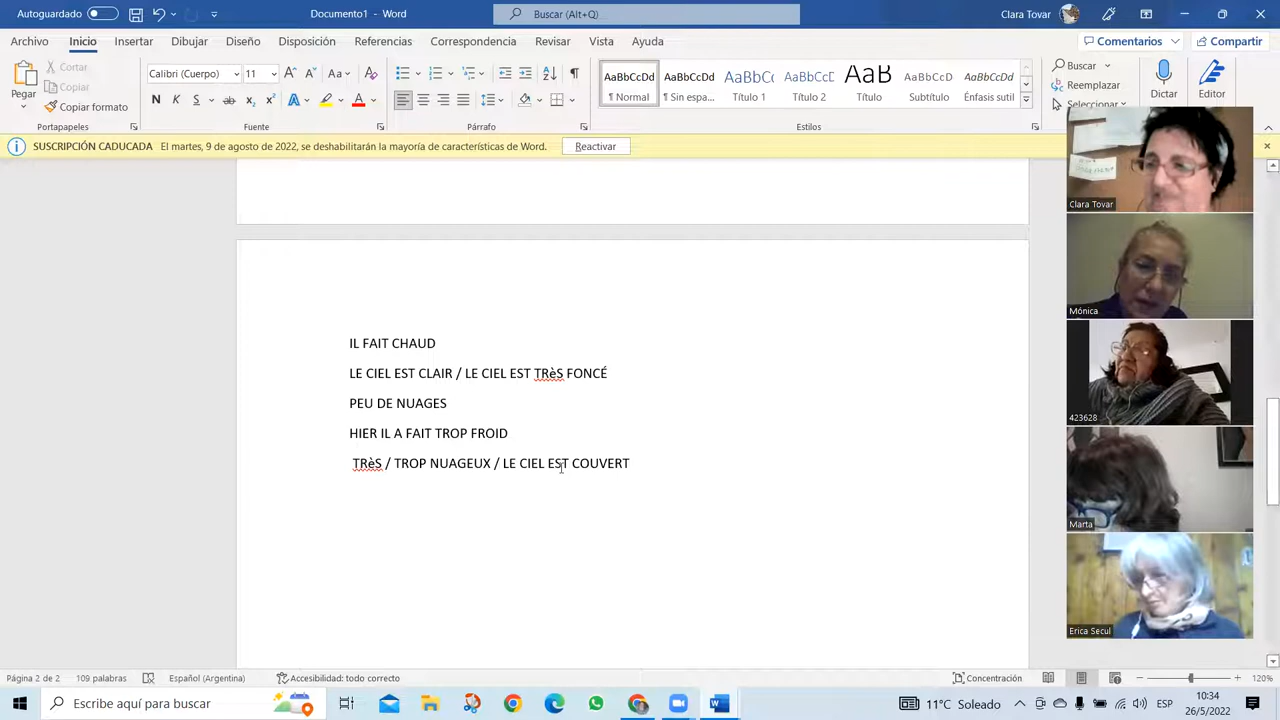 Autoguardado
Documento1 - Word
Buscar (Alt+Q)
Clara Tovar
Archivo Inicio Insertar Dibujar Diseño Disposición Referencias Correspondencia Revisar Vista Ayuda
Comentarios Compartir
Pegar
Cortar
Copiar
Copiar formato
Portapapeles
Calibri (Cuerpo) 11
N K S ab x₂ x²
Fuente
Párrafo
AaBbCcDd AaBbCcDd AaBbCc AaBbCcD AaB AaBbCcD AaBbCcDd
¶ Normal ¶ Sin espa... Título 1 Título 2 Título Subtítulo Énfasis sutil
Estilos
Buscar
Reemplazar
Seleccionar
Dictar
Editor
SUSCRIPCIÓN CADUCADA El martes, 9 de agosto de 2022, se deshabilitarán la mayoría de características de Word. Reactivar
IL FAIT CHAUD
LE CIEL EST CLAIR / LE CIEL EST TRèS FONCÉ
PEU DE NUAGES
HIER IL A FAIT TROP FROID
TRèS / TROP NUAGEUX / LE CIEL EST COUVERT
Clara Tovar
Mónica
423628
Marta
Erica Secul
Página 2 de 2 109 palabras Español (Argentina) Accesibilidad: todo correcto
Concentración 120%
Escribe aquí para buscar
11°C Soleado
ESP
10:34
26/5/2022